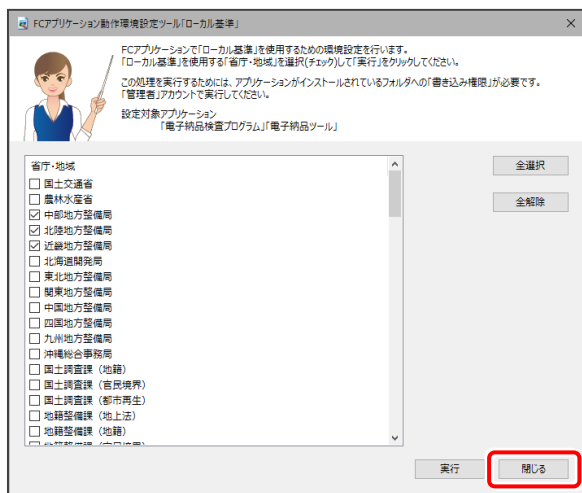 FCアプリケーション動作環境設定ツール「ローカル基準」
FCアプリケーションで「ローカル基準」を使用するための環境設定を行います。
「ローカル基準」を使用する「省庁・地域」を選択(チェック)して「実行」をクリックしてください。
この処理を実行するためには、アプリケーションがインストールされているフォルダへの「書き込み権限」が必要です。
「管理者」アカウントで実行してください。
設定対象アプリケーション
「電子納品検査プログラム」「電子納品ツール」
省庁・地域
国土交通省
農林水産省
中部地方整備局
北陸地方整備局
近畿地方整備局
北海道開発局
東北地方整備局
関東地方整備局
中国地方整備局
四国地方整備局
九州地方整備局
沖縄総合事務局
国土調査課（地籍）
国土調査課（官民境界）
国土調査課（都市再生）
地籍整備課（地上法）
地籍整備課（地籍）
全選択
全解除
実行
閉じる